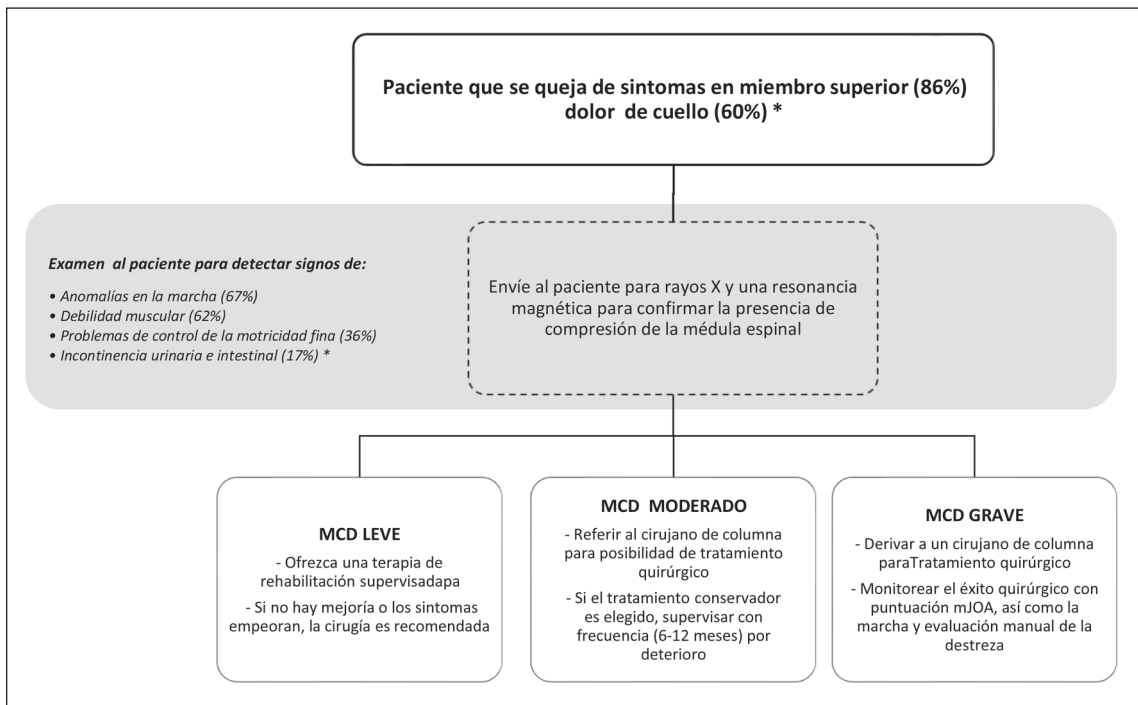 Paciente que se queja de sintomas en miembro superior (86%)
dolor de cuello (60%) *
Examen al paciente para detectar signos de:
• Anomalías en la marcha (67%)
• Debilidad muscular (62%)
• Problemas de control de la motricidad fina (36%)
• Incontinencia urinaria e intestinal (17%) *
Envíe al paciente para rayos X y una resonancia
magnética para confirmar la presencia de
compresión de la médula espinal
MCD LEVE
- Ofrezca una terapia de
rehabilitación supervisadapa
- Si no hay mejoría o los sintomas
empeoran, la cirugía es recomendada
MCD MODERADO
- Referir al cirujano de columna
para posibilidad de tratamiento
quirúrgico
- Si el tratamiento conservador
es elegido, supervisar con
frecuencia (6-12 meses) por
deterioro
MCD GRAVE
- Derivar a un cirujano de columna
paraTratamiento quirúrgico
- Monitorear el éxito quirúrgico con
puntuación mJOA, así como la
marcha y evaluación manual de la
destreza